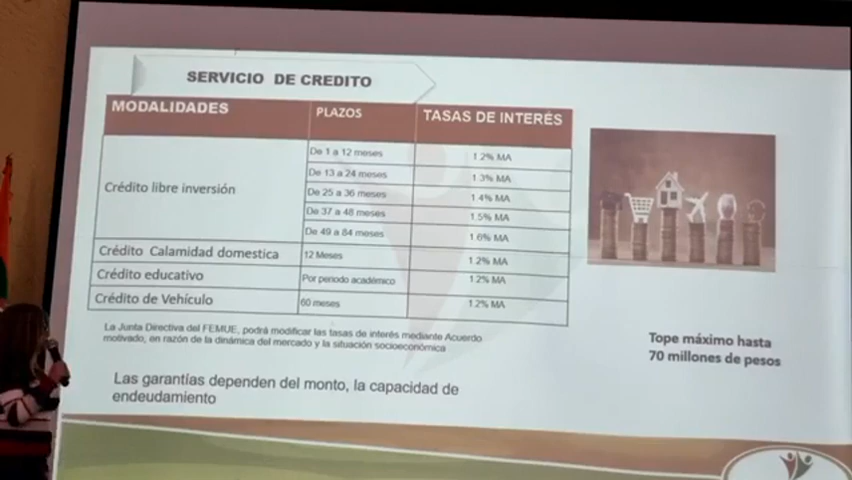 SERVICIO DE CREDITO
MODALIDADES PLAZOS TASAS DE INTERÉS
Crédito libre inversión
De 1 a 12 meses 1.2% MA
De 13 a 24 meses 1.3% MA
De 25 a 36 meses 1.4% MA
De 37 a 48 meses 1.5% MA
De 49 a 84 meses 1.6% MA
Crédito Calamidad domestica 12 Meses 1.2% MA
Crédito educativo Por periodo académico 1.2% MA
Crédito de Vehículo 60 meses 1.2% MA
La Junta Directiva del FEMUE, podrá modificar las tasas de interés mediante Acuerdo
motivado, en razón de la dinámica del mercado y la situación socioeconómica
Tope máximo hasta
70 millones de pesos
Las garantías dependen del monto, la capacidad de
endeudamiento